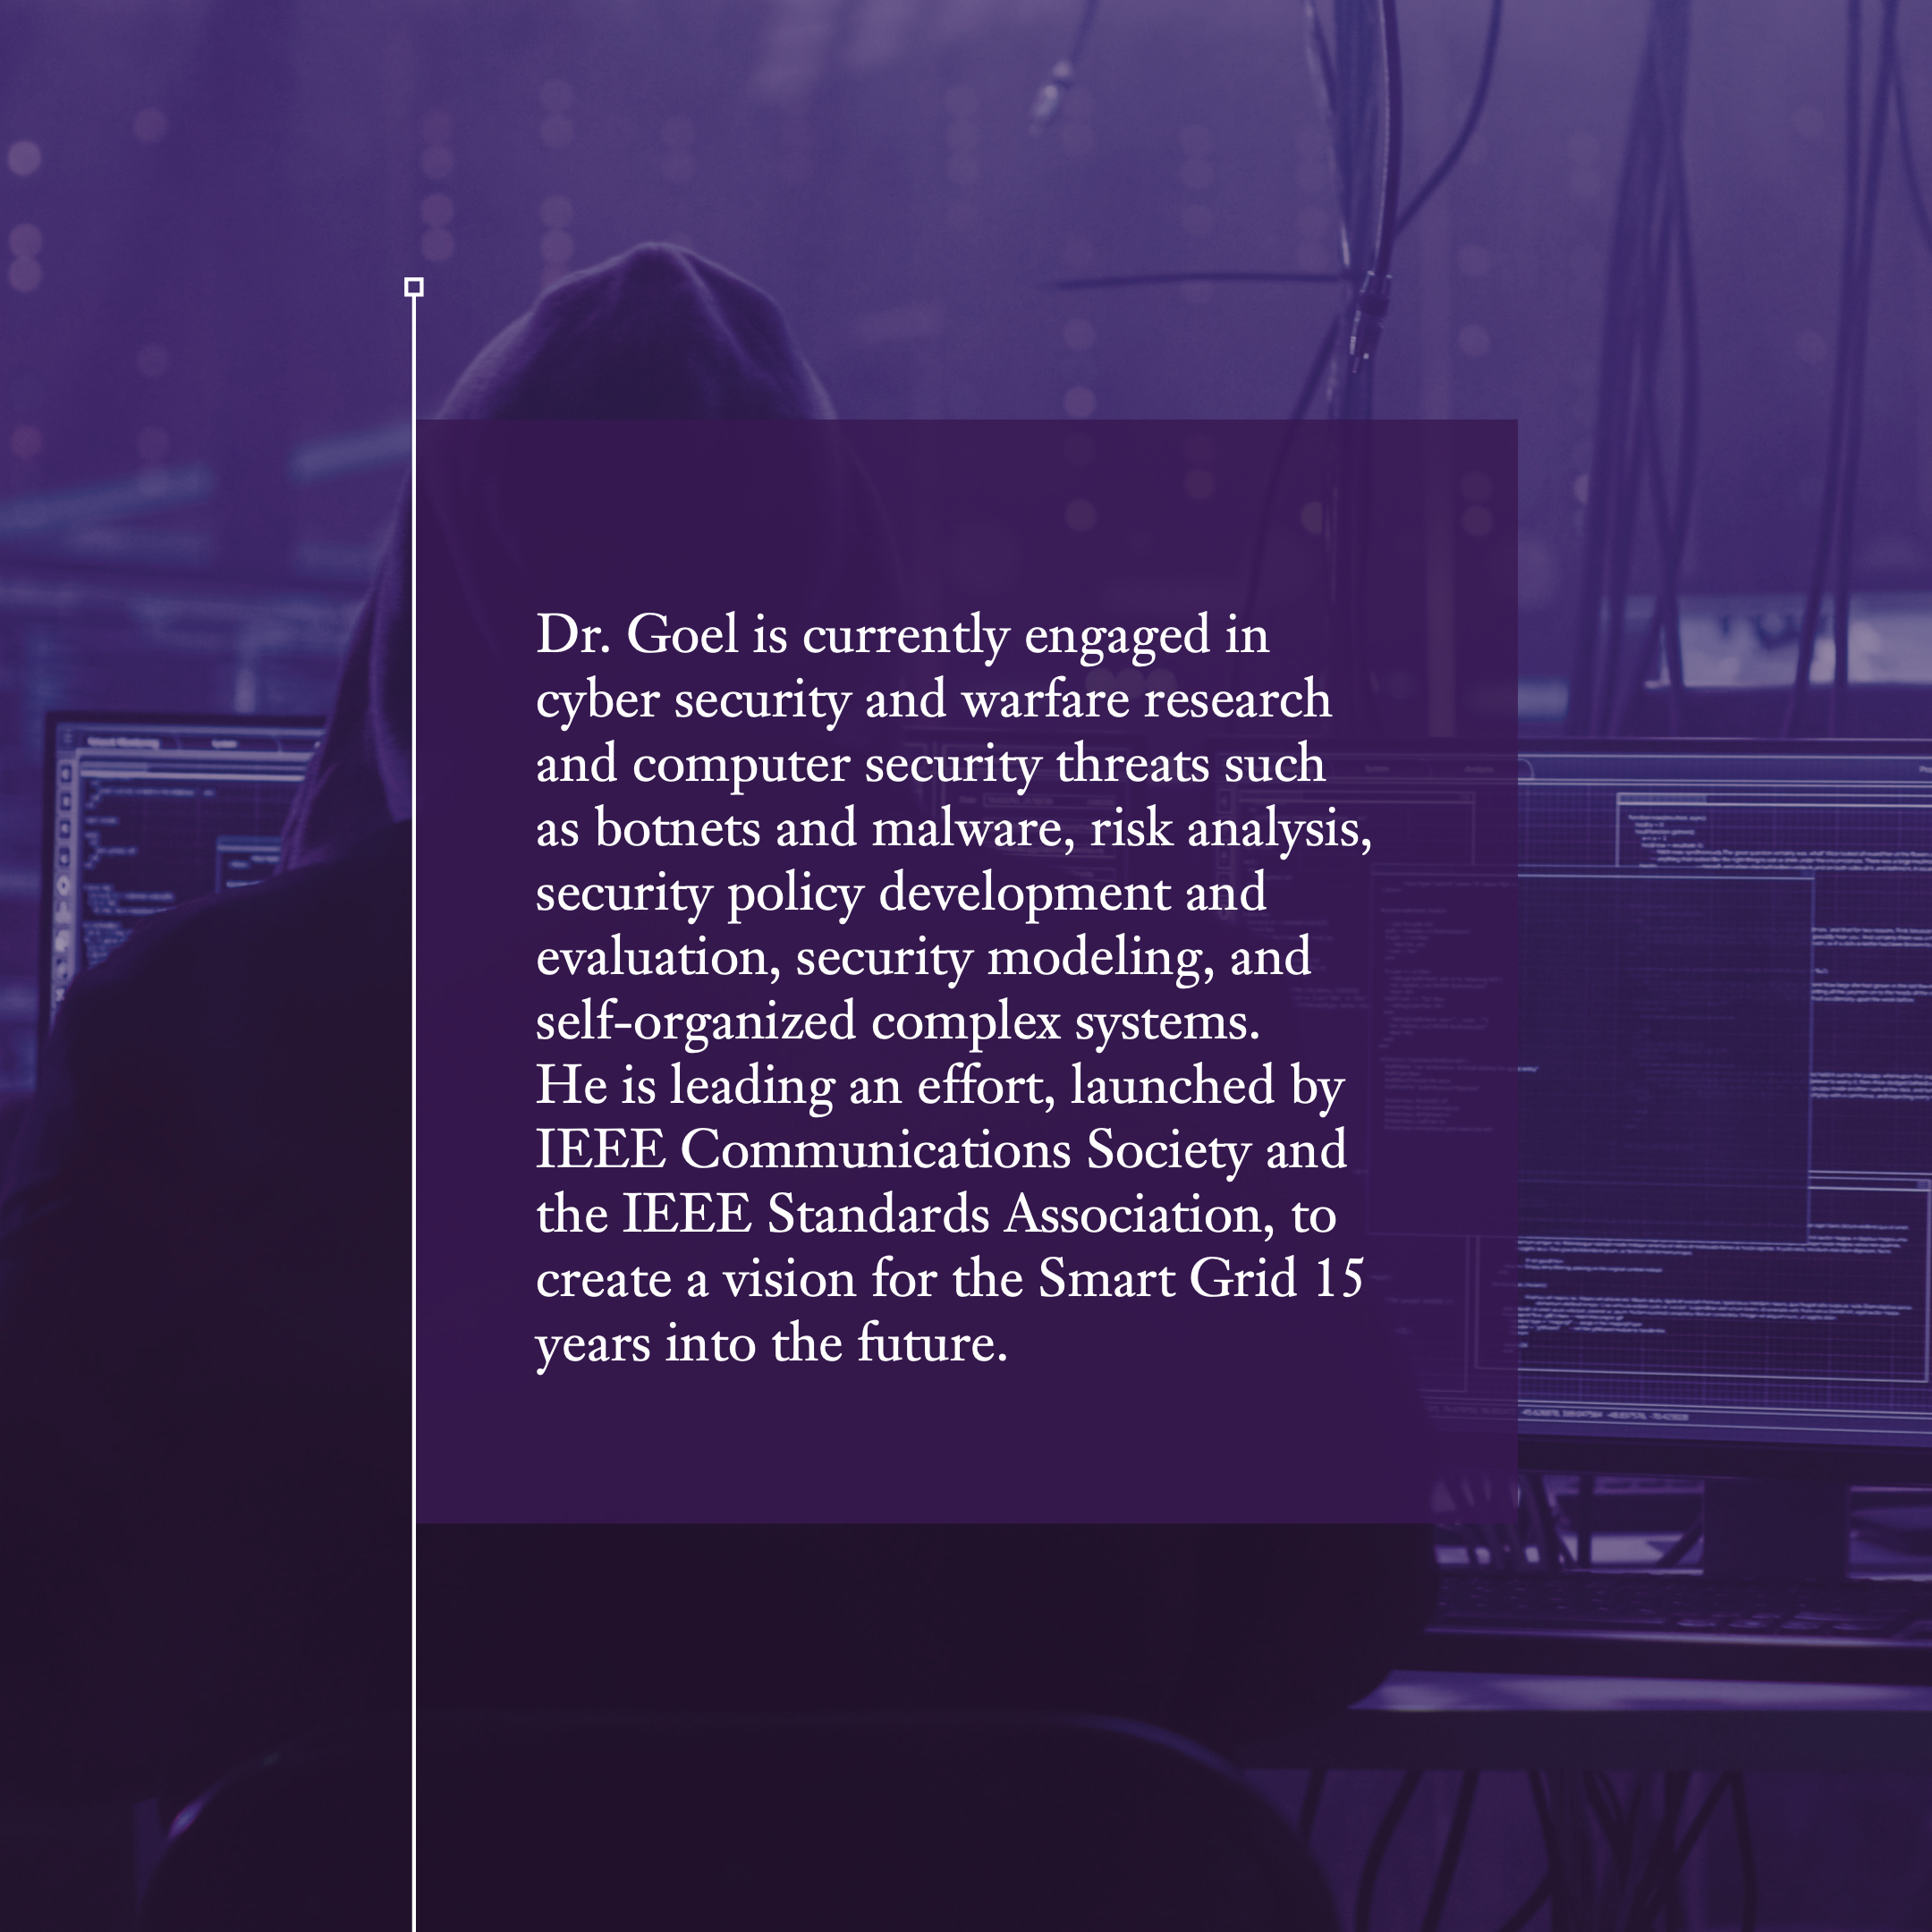 Dr. Goel is currently engaged in
cyber security and warfare research
and computer security threats such
as botnets and malware, risk analysis,
security policy development and
evaluation, security modeling, and
self-organized complex systems.
He is leading an effort, launched by
IEEE Communications Society and
the IEEE Standards Association, to
create a vision for the Smart Grid 15
years into the future.